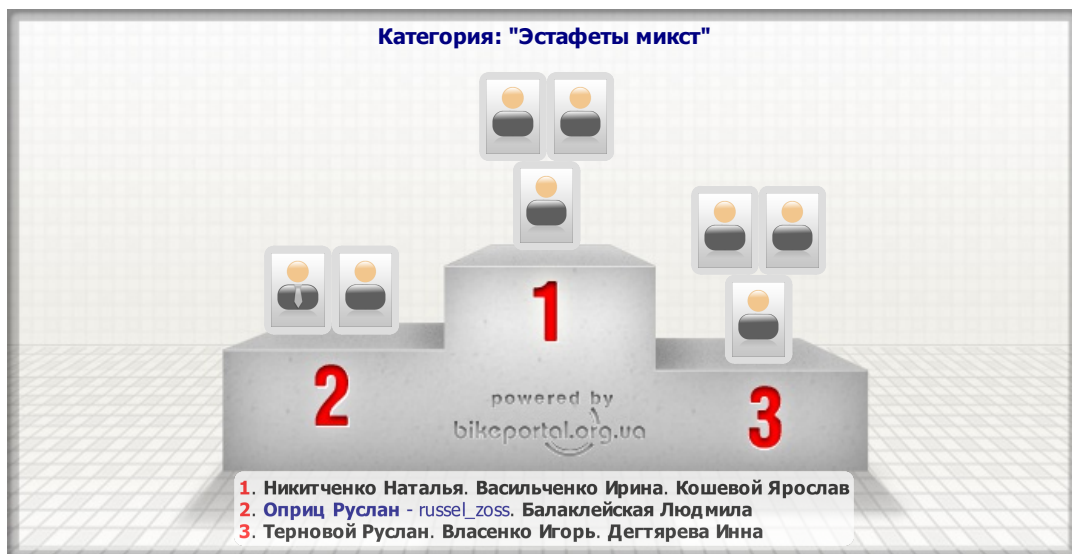 Категория: "Эстафеты микст"
1
2
3
powered by
bikeportal.org.ua
1. Никитченко Наталья. Васильченко Ирина. Кошевой Ярослав
2. Оприц Руслан - russel_zoss. Балаклейская Людмила
3. Терновой Руслан. Власенко Игорь. Дегтярева Инна